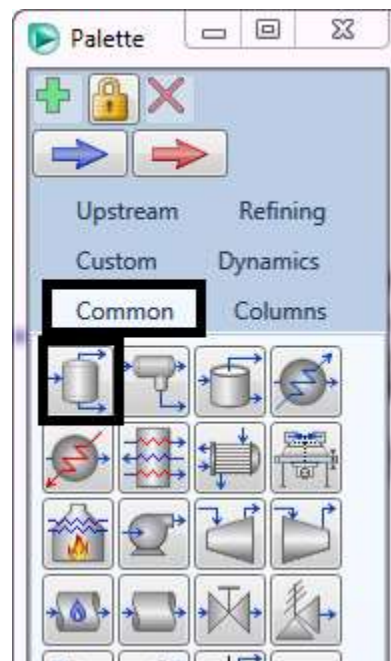 Palette
Upstream Refining
Custom Dynamics
Common Columns